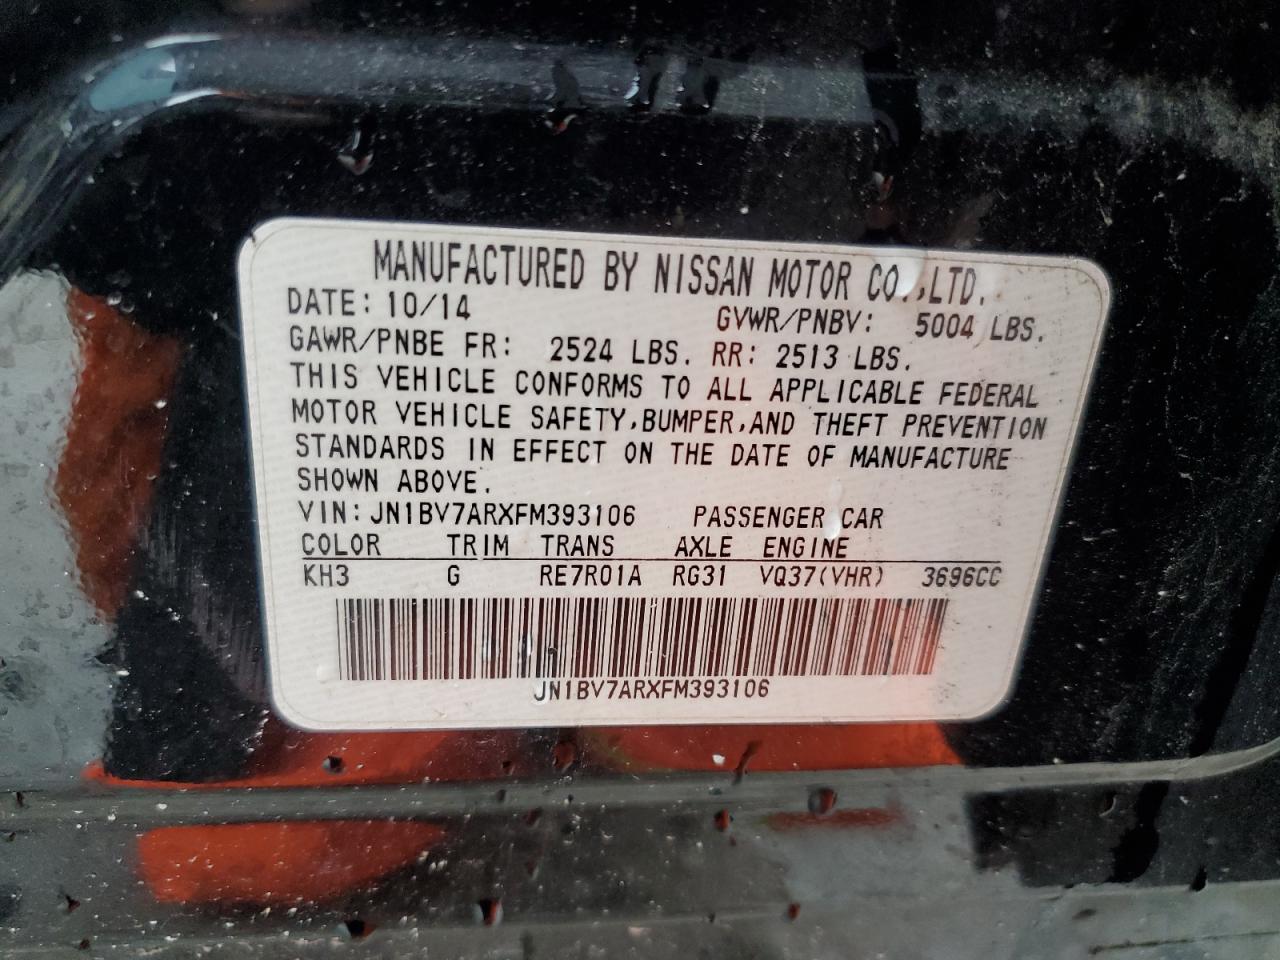 MANUFACTURED BY NISSAN MOTOR CO.,LTD.
DATE: 10/14 GVWR/PNBV: 5004 LBS.
GAWR/PNBE FR: 2524 LBS. RR: 2513 LBS.
THIS VEHICLE CONFORMS TO ALL APPLICABLE FEDERAL
MOTOR VEHICLE SAFETY,BUMPER,AND THEFT PREVENTION
STANDARDS IN EFFECT ON THE DATE OF MANUFACTURE
SHOWN ABOVE.
VIN: JN1BV7ARXFM393106 PASSENGER CAR
COLOR TRIM TRANS AXLE ENGINE
KH3 G RE7R01A RG31 VQ37(VHR) 3696CC
JN1BV7ARXFM393106